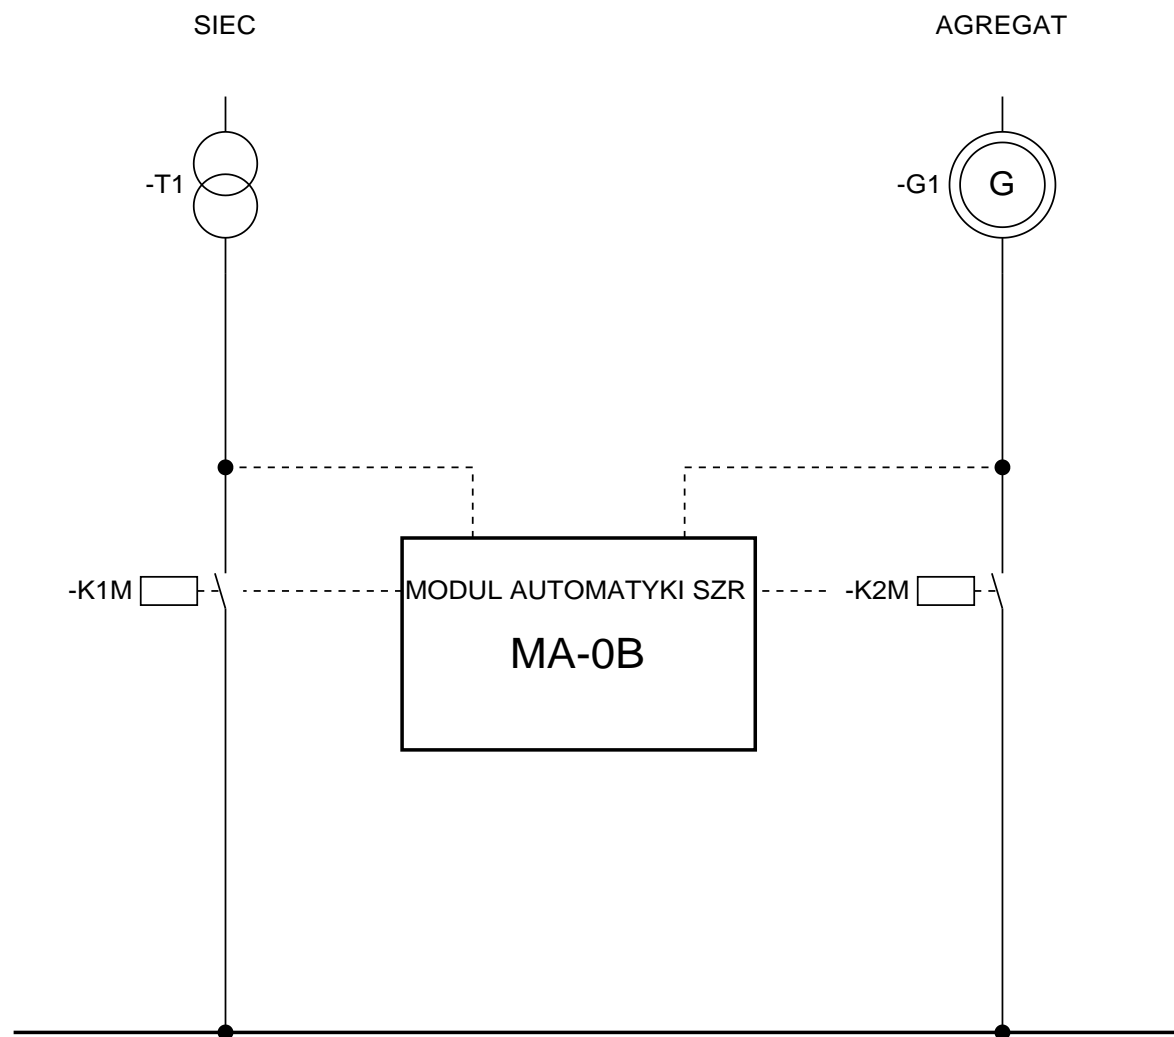 SIEC
AGREGAT
-T1
-G1
G
-K1M
MODUL AUTOMATYKI SZR
-K2M
MA-0B